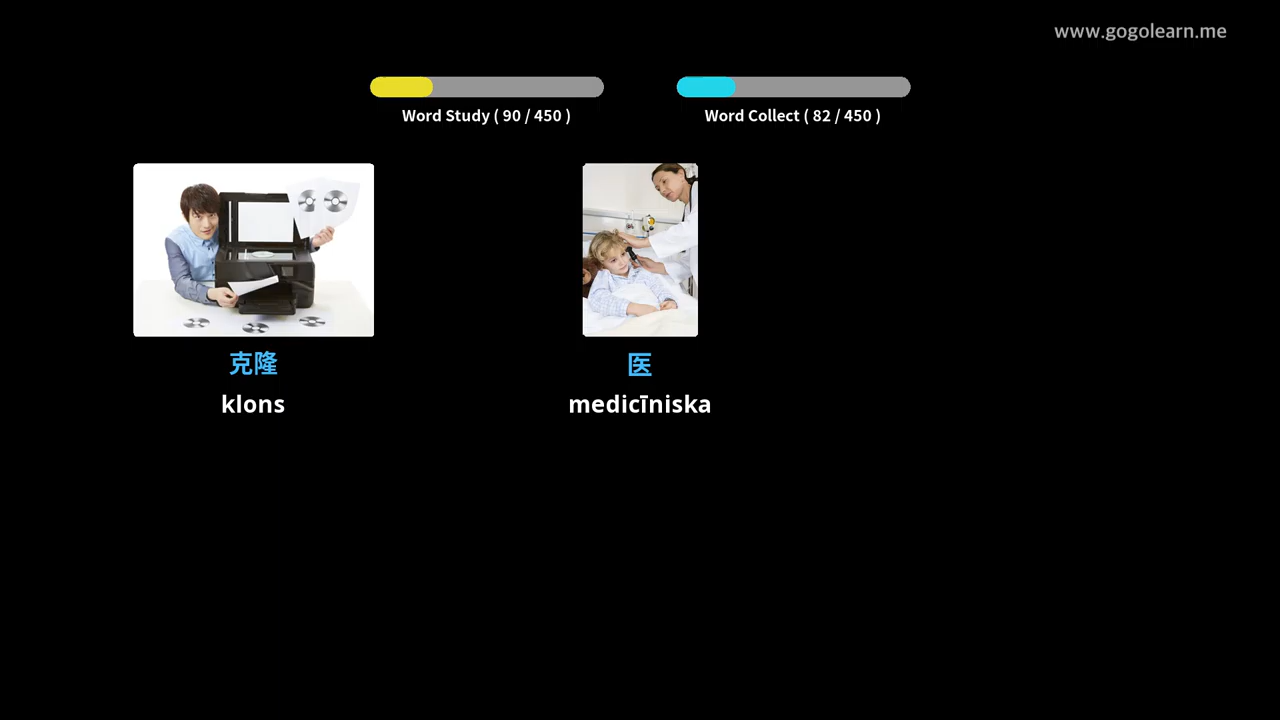 www.gogolearn.me
Word Study ( 90 / 450 )
Word Collect ( 82 / 450 )
克隆
医
klons
medicīniska